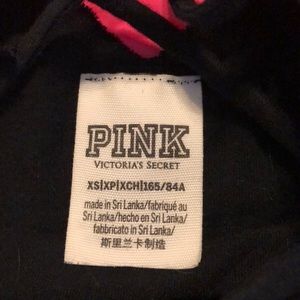 PINK
VICTORIA'S SECRET
XS|XP|XCH|165/84A
made in Sri Lanka/fabriqué au
Sri Lanka/hecho en Sri Lanka/
fabbricato in Sri Lanka/
斯里兰卡制造